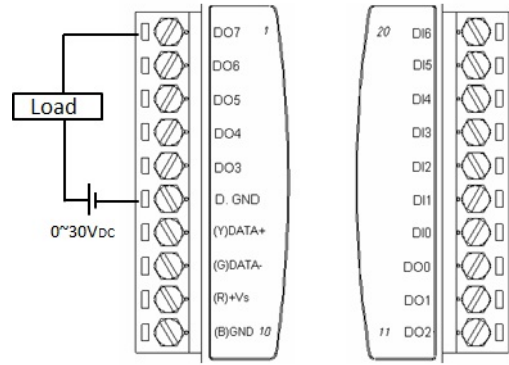 DO7 1
DO6
DO5
DO4
DO3
D. GND
(Y)DATA+
(G)DATA-
(R)+Vs
(B)GND 10
Load
0~30VDC
20 DI6
DI5
DI4
DI3
DI2
DI1
DI0
DO0
DO1
11 DO2